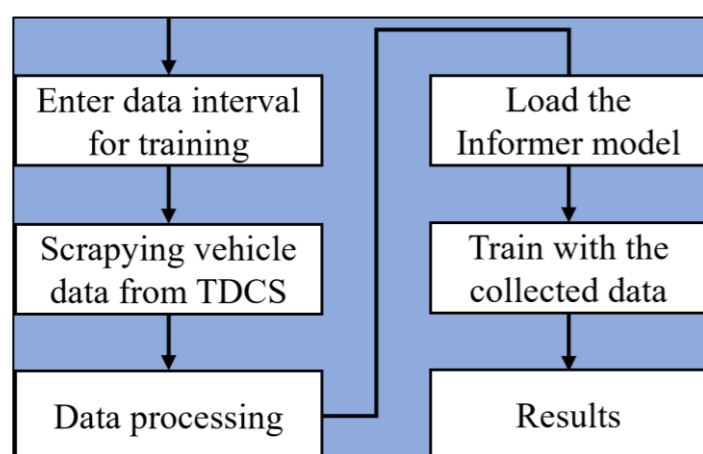 Enter data interval
for training
Scrapying vehicle
data from TDCS
Data processing
Load the
Informer model
Train with the
collected data
Results